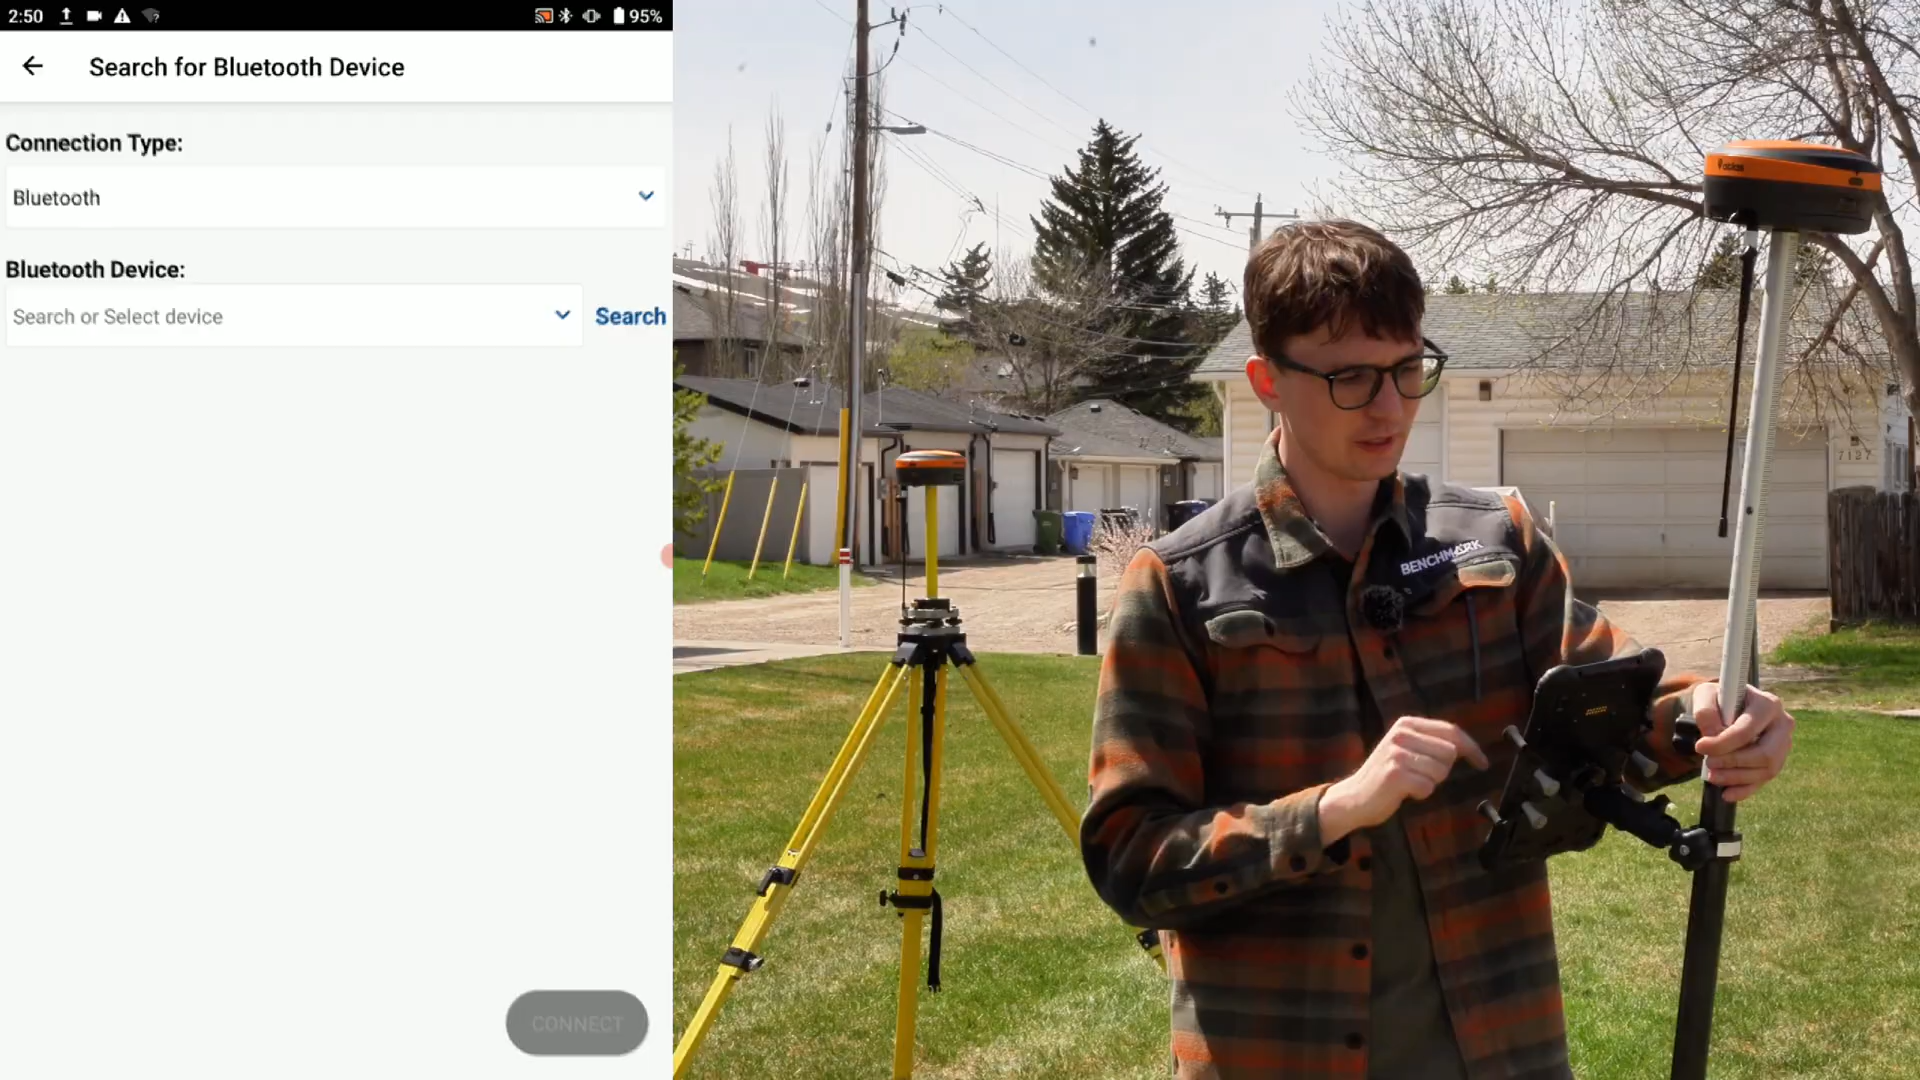 2:50
95%
Search for Bluetooth Device
Connection Type:
Bluetooth
Bluetooth Device:
Search or Select device
Search
CONNECT
BENCHMARK
7127